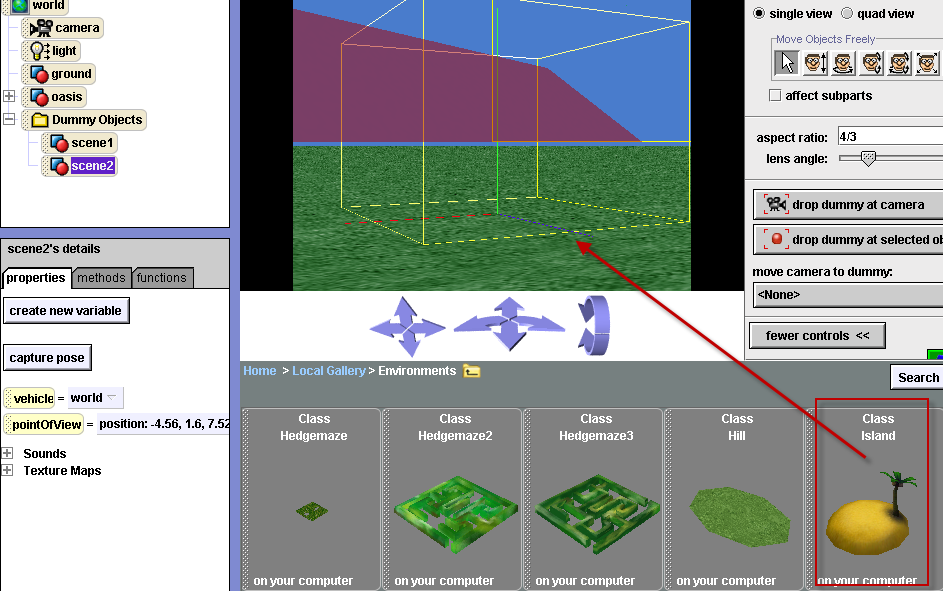 world
camera
light
ground
oasis
Dummy Objects
scene1
scene2
scene2's details
properties methods functions
create new variable
capture pose
vehicle = world
pointOfView = position: -4.56, 1.6, 7.52
Sounds
Texture Maps
single view quad view
Move Objects Freely
affect subparts
aspect ratio: 4/3
lens angle:
drop dummy at camera
drop dummy at selected ob
move camera to dummy:
<None>
fewer controls <<
Home > Local Gallery > Environments
Search
Class
Hedgemaze
on your computer
Class
Hedgemaze2
on your computer
Class
Hedgemaze3
on your computer
Class
Hill
on your computer
Class
Island
on your computer